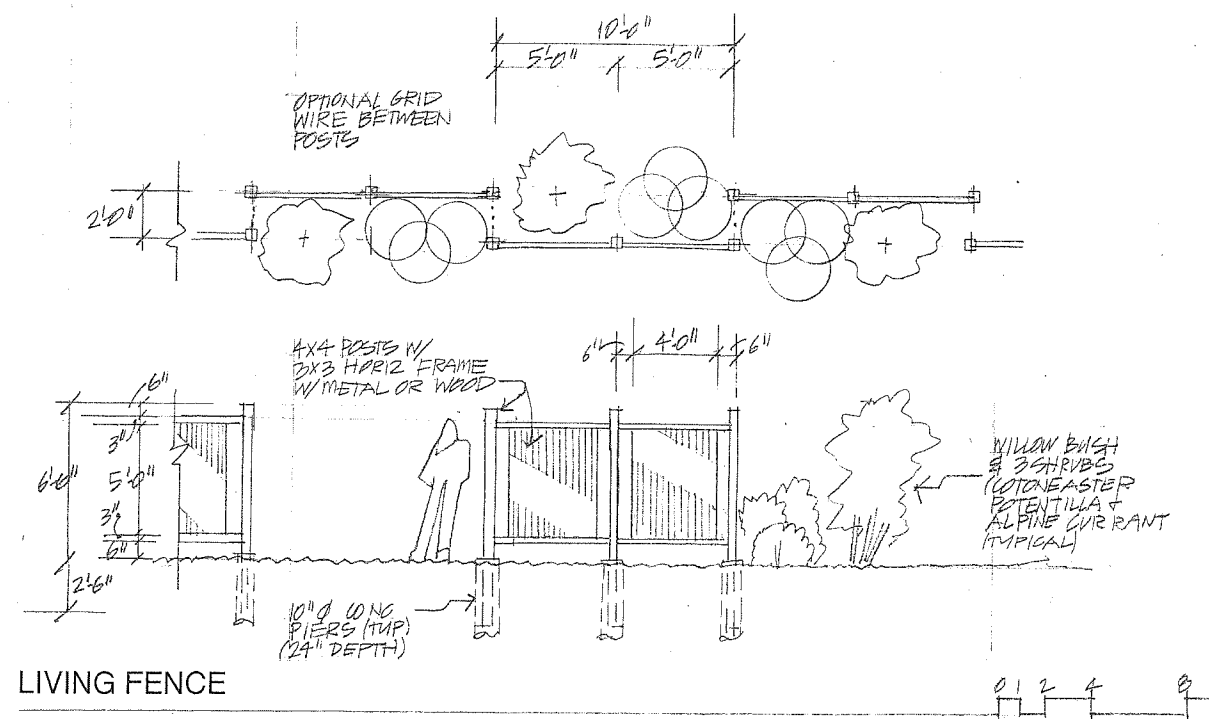 10'-0"
5'-0" 5'-0"
OPTIONAL GRID
WIRE BETWEEN
POSTS
2'-0"
4X4 POSTS W/
3X3 HORIZ FRAME
W/ METAL OR WOOD
6" 4'-0" 6"
6"
3"
6'-6"
5'-0"
3"
6"
2'-6"
WILLOW BUSH
& 3 SHRUBS
(COTONEASTER
POTENTILLA &
ALPINE CURRANT
(TYPICAL)
10" Ø CONC
PIERS (TYP)
(24" DEPTH)
LIVING FENCE
0 1 2 4 8